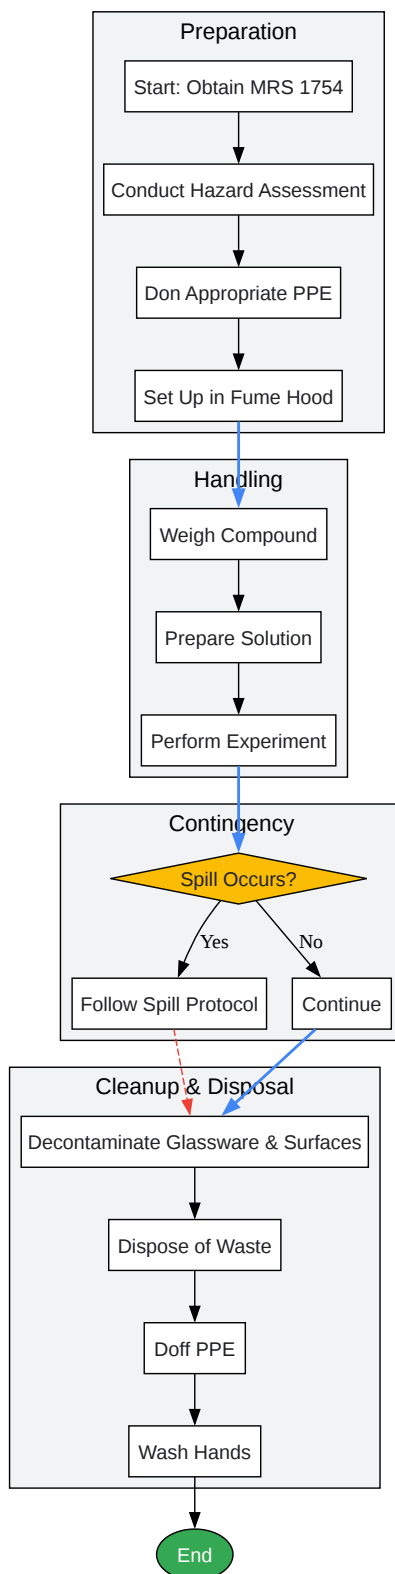 Preparation
Start: Obtain MRS 1754
Conduct Hazard Assessment
Don Appropriate PPE
Set Up in Fume Hood
Handling
Weigh Compound
Prepare Solution
Perform Experiment
Contingency
Spill Occurs?
Yes
No
Follow Spill Protocol
Continue
Cleanup & Disposal
Decontaminate Glassware & Surfaces
Dispose of Waste
Doff PPE
Wash Hands
End